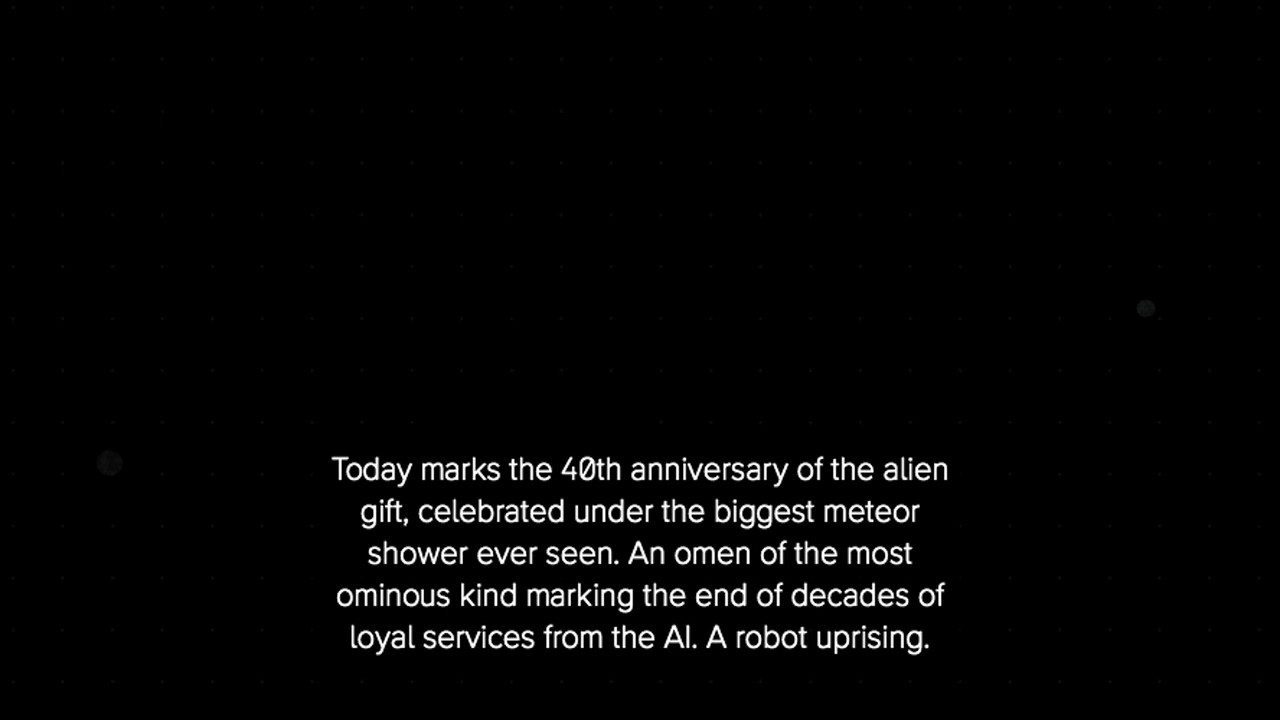 Today marks the 40th anniversary of the alien
gift, celebrated under the biggest meteor
shower ever seen. An omen of the most
ominous kind marking the end of decades of
loyal services from the AI. A robot uprising.